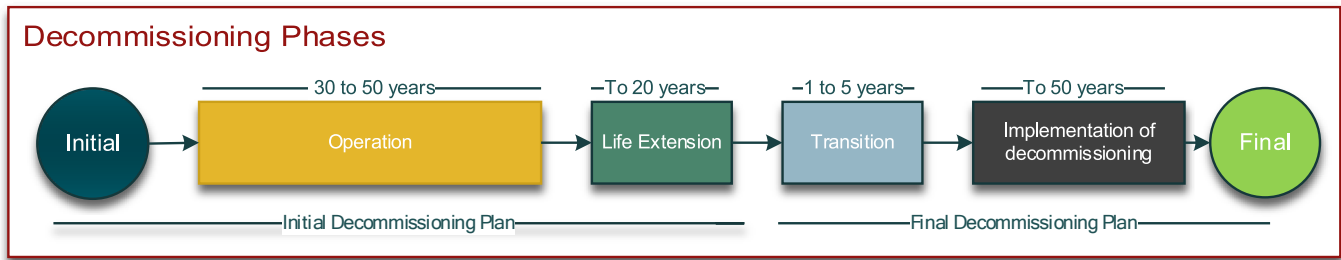 Decommissioning Phases
30 to 50 years
To 20 years
1 to 5 years
To 50 years
Initial
Operation
Life Extension
Transition
Implementation of
decommissioning
Final
Initial Decommissioning Plan
Final Decommissioning Plan